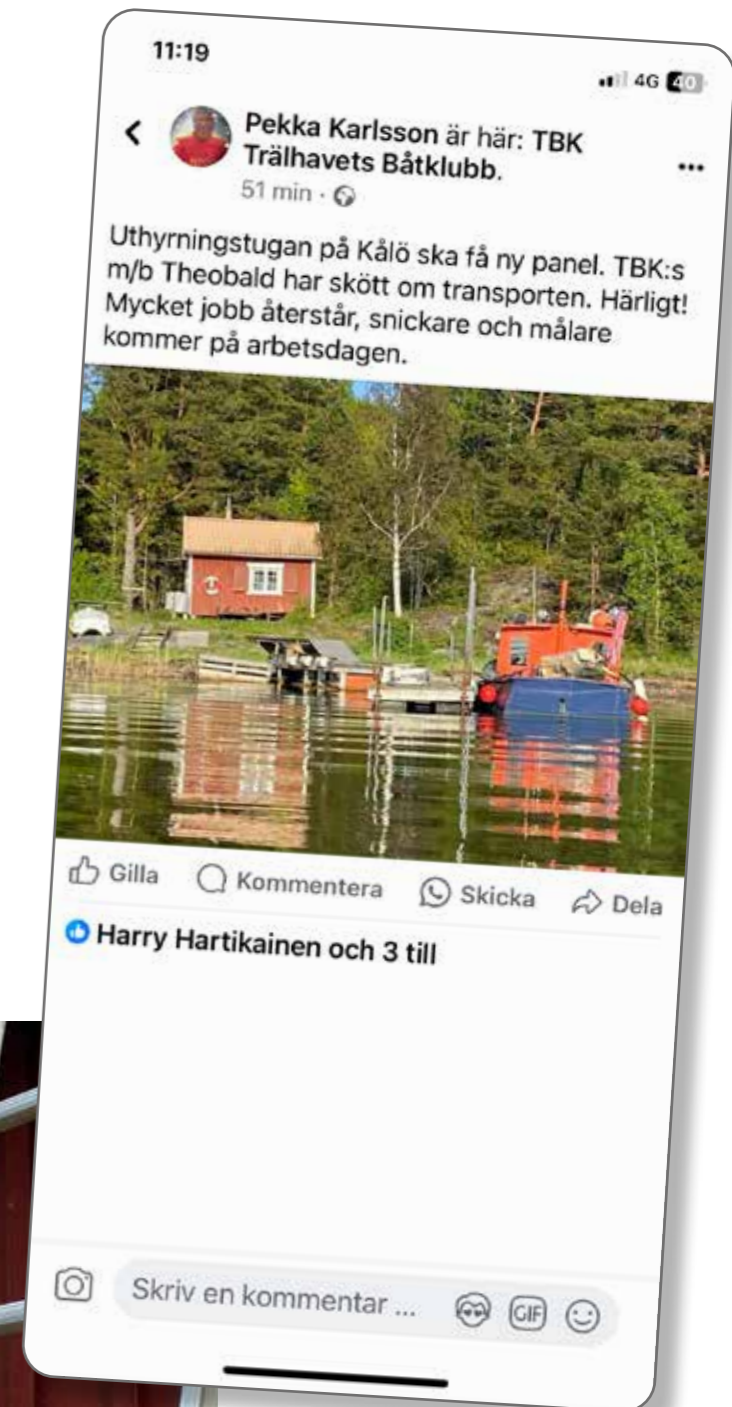 11:19
4G 40
Pekka Karlsson är här: TBK
Trälhavets Båtklubb.
51 min ·
Uthyrningstugan på Kålö ska få ny panel. TBK:s
m/b Theobald har skött om transporten. Härligt!
Mycket jobb återstår, snickare och målare
kommer på arbetsdagen.
Gilla Kommentera Skicka Dela
Harry Hartikainen och 3 till
Skriv en kommentar ... GIF